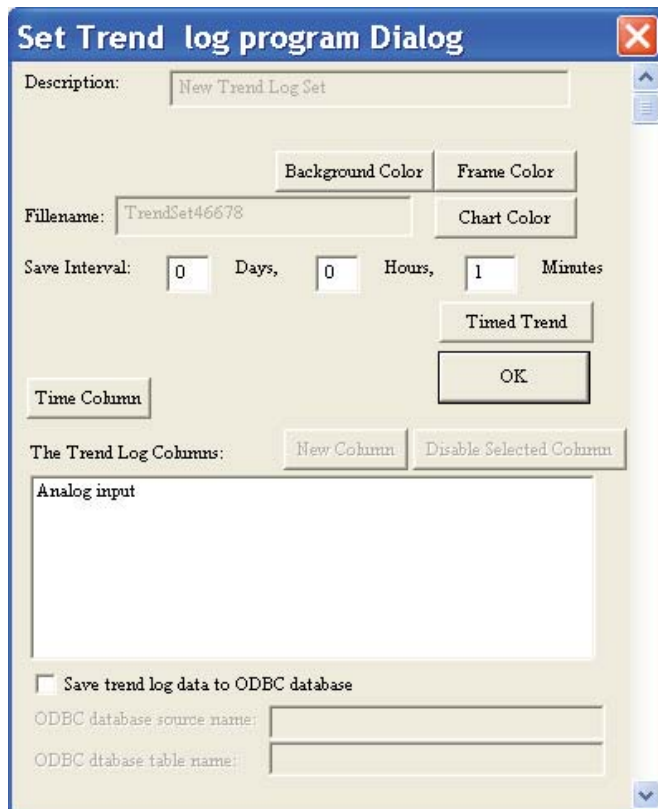 Set Trend log program Dialog
Description: New Trend Log Set
Background Color Frame Color
Fillename: TrendSet46678 Chart Color
Save Interval: 0 Days, 0 Hours, 1 Minutes
Timed Trend
OK
Time Column
The Trend Log Columns: New Column Disable Selected Column
Analog input
Save trend log data to ODBC database
ODBC database source name:
ODBC dtabase table name: